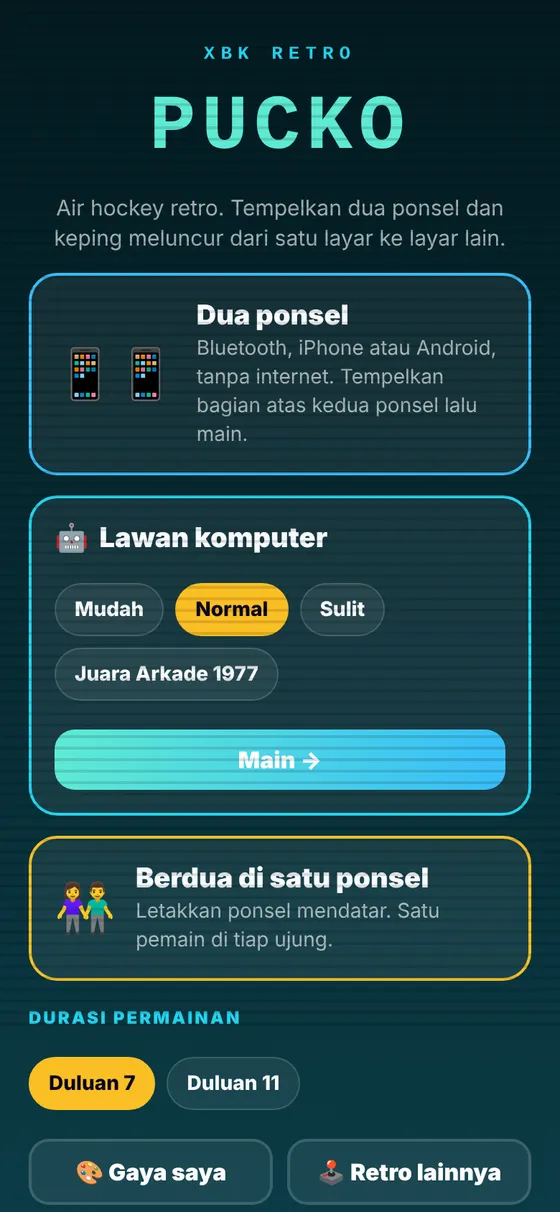 XBK RETRO
PUCKO
Air hockey retro. Tempelkan dua ponsel dan
keping meluncur dari satu layar ke layar lain.
Dua ponsel
Bluetooth, iPhone atau Android,
tanpa internet. Tempelkan
bagian atas kedua ponsel lalu
main.
Lawan komputer
Mudah
Normal
Sulit
Juara Arkade 1977
Main →
Berdua di satu ponsel
Letakkan ponsel mendatar. Satu
pemain di tiap ujung.
DURASI PERMAINAN
Duluan 7
Duluan 11
Gaya saya
Retro lainnya